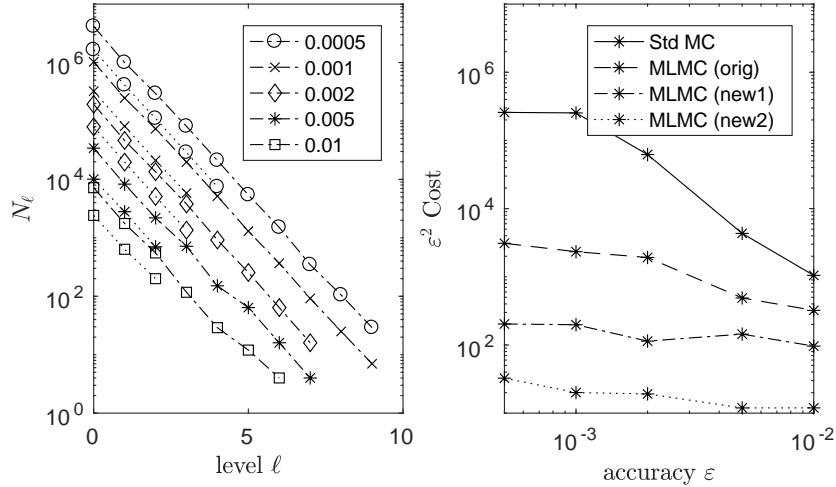 10^6
10^4
10^2
10^0
N_ℓ
0.0005
0.001
0.002
0.005
0.01
0
5
10
level ℓ
10^6
10^4
10^2
ε^2 Cost
Std MC
MLMC (orig)
MLMC (new1)
MLMC (new2)
10^-3
10^-2
accuracy ε